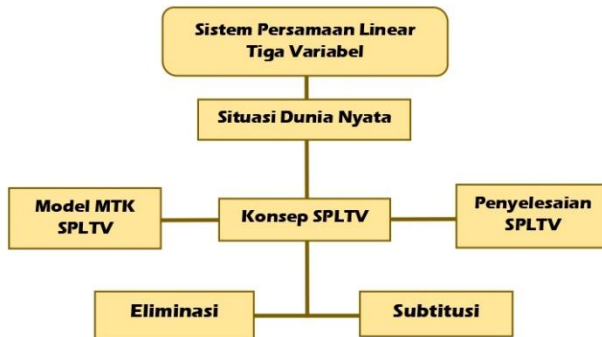 Sistem Persamaan Linear
Tiga Variabel
Situasi Dunia Nyata
Model MTK
SPLTV
Konsep SPLTV
Penyelesaian
SPLTV
Eliminasi
Subtitusi